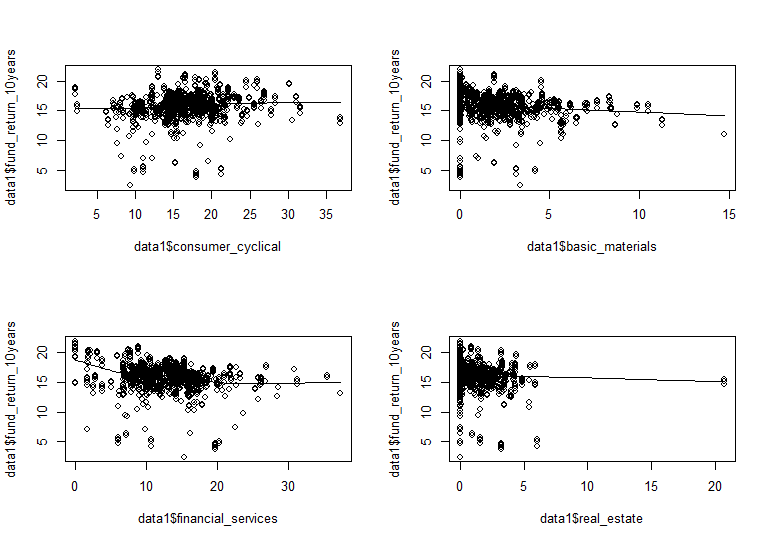 data1$fund_return_10years
20
15
10
5
5 10 15 20 25 30 35
data1$consumer_cyclical
data1$fund_return_10years
20
15
10
5
0 5 10 15
data1$basic_materials
data1$fund_return_10years
20
15
10
5
0 10 20 30
data1$financial_services
data1$fund_return_10years
20
15
10
5
0 5 10 15 20
data1$real_estate